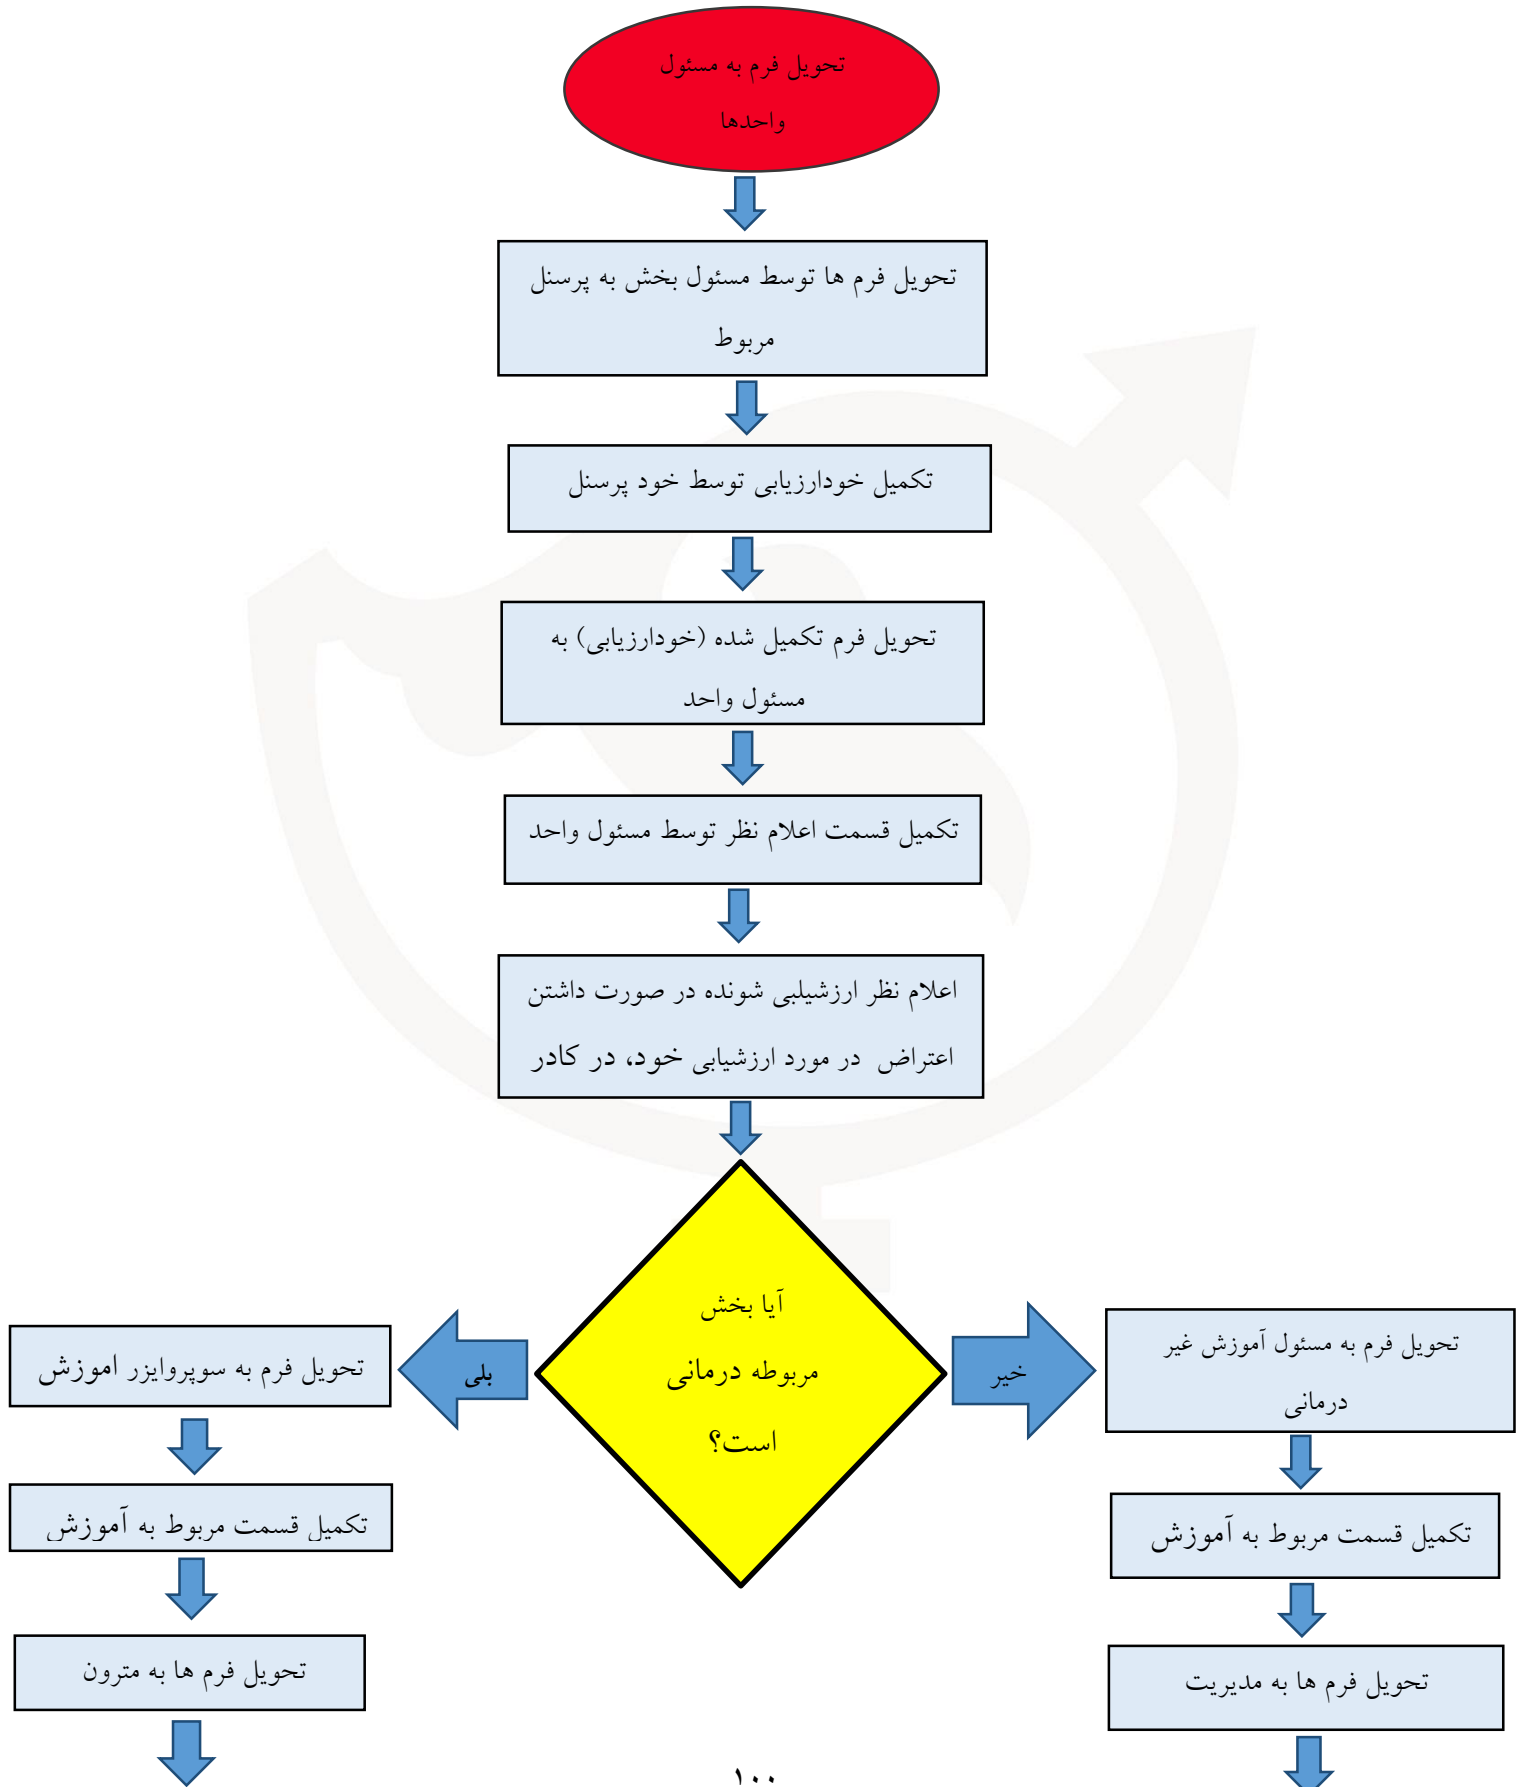 تحویل فرم به مسئول
واحدها
تحویل فرم ها توسط مسئول بخش به پرسنل
مربوط
تکمیل خودارزیابی توسط خود پرسنل
تحویل فرم تکمیل شده (خودارزیابی) به
مسئول واحد
تکمیل قسمت اعلام نظر توسط مسئول واحد
اعلام نظر ارزشیلبی شونده در صورت داشتن
اعتراض در مورد ارزشیابی خود، در کادر
آیا بخش
مربوطه درمانی
است؟
خیر
تحویل فرم به مسئول آموزش غیر
درمانی
تکمیل قسمت مربوط به آموزش
تحویل فرم ها به مدیریت
بلی
تحویل فرم به سوپروایزر اموزش
تکمیل قسمت مربوط به آموزش
تحویل فرم ها به مترون
۱۰۰